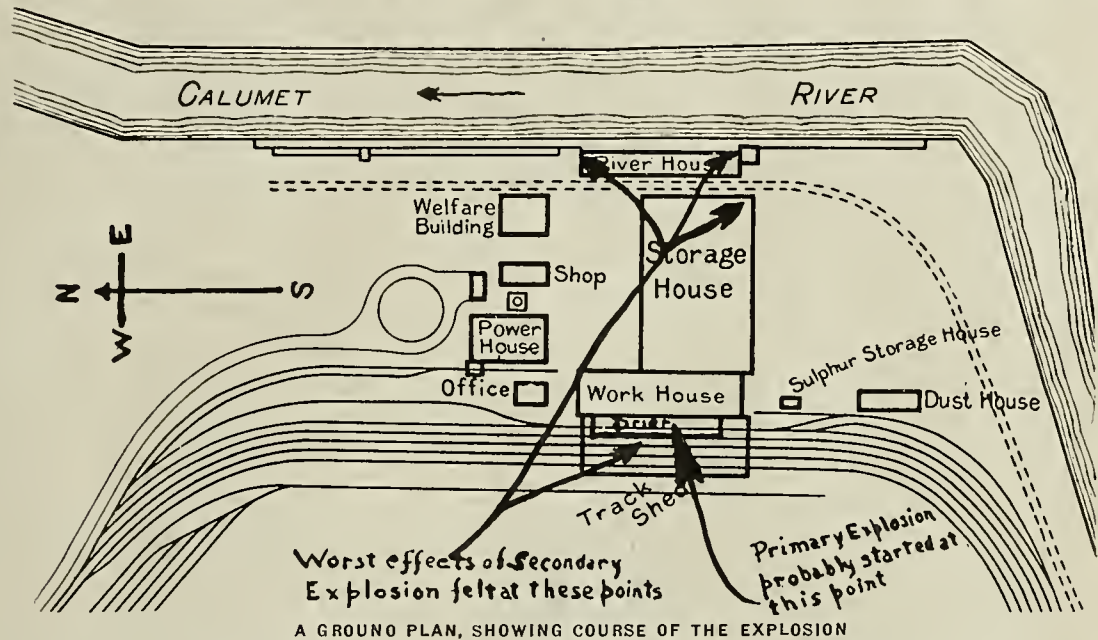 CALUMET RIVER
River Hous
Welfare
Building
E
N S
W
Shop
Storage
House
Power
House
Office
Work House
Sulphur Storage House
Dust House
Track
Shed
Worst effects of Secondary
Explosion felt at these points
Primary Explosion
probably started at
this point
A GROUND PLAN, SHOWING COURSE OF THE EXPLOSION